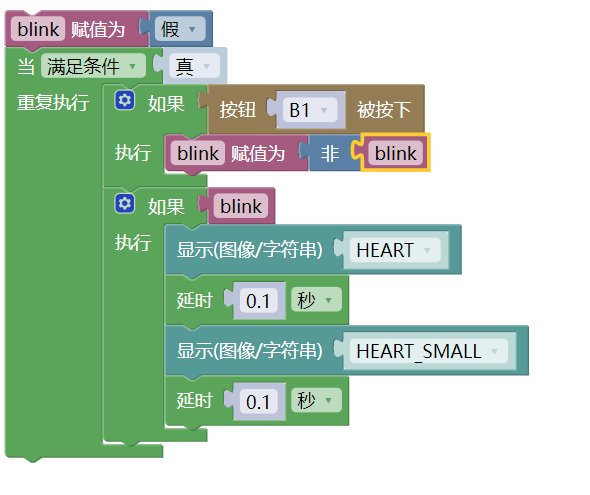 blink 赋值为 假
当 满足条件 真
重复执行 如果 按钮 B1 被按下
执行 blink 赋值为 非 blink
如果 blink
执行
显示(图像/字符串) HEART
延时 0.1 秒
显示(图像/字符串) HEART_SMALL
延时 0.1 秒